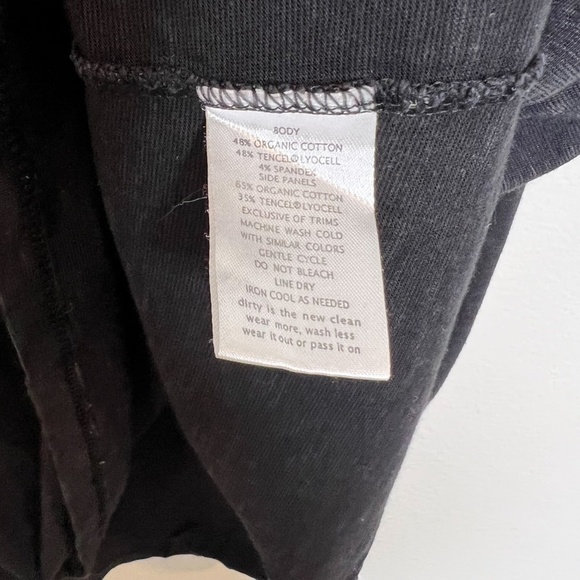 BODY
48% ORGANIC COTTON
48% TENCEL®LYOCELL
4% SPANDEX
SIDE PANELS
65% ORGANIC COTTON
35% TENCEL®LYOCELL
EXCLUSIVE OF TRIMS
MACHINE WASH COLD
WITH SIMILAR COLORS
GENTLE CYCLE
DO NOT BLEACH
LINE DRY
IRON COOL AS NEEDED
dirty is the new clean
wear more, wash less
wear it out or pass it on